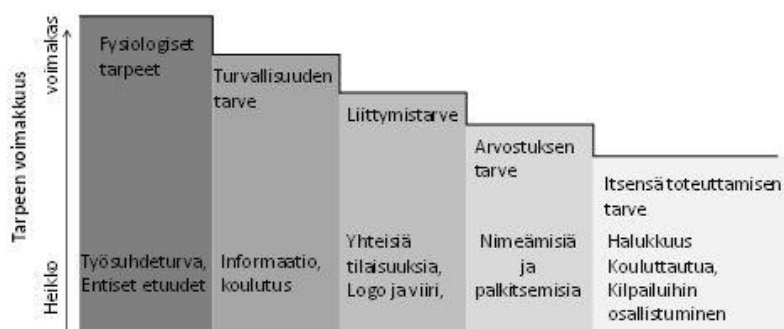 Tarpeen voimakkuus
voimakas
Heikko
Fysiologiset
tarpeet
Työsuhdeturva,
Entiset etuudet
Turvallisuuden
tarve
Informaatio,
koulutus
Liittymistarve
Yhteisiä
tilaisuuksia,
Logo ja viiri,
Arvostuksen
tarve
Nimeämisiä
ja
palkitsemisia
Itsensä toteuttamisen
tarve
Halukkuus
Kouluttautua,
Kilpailuihin
osallistuminen